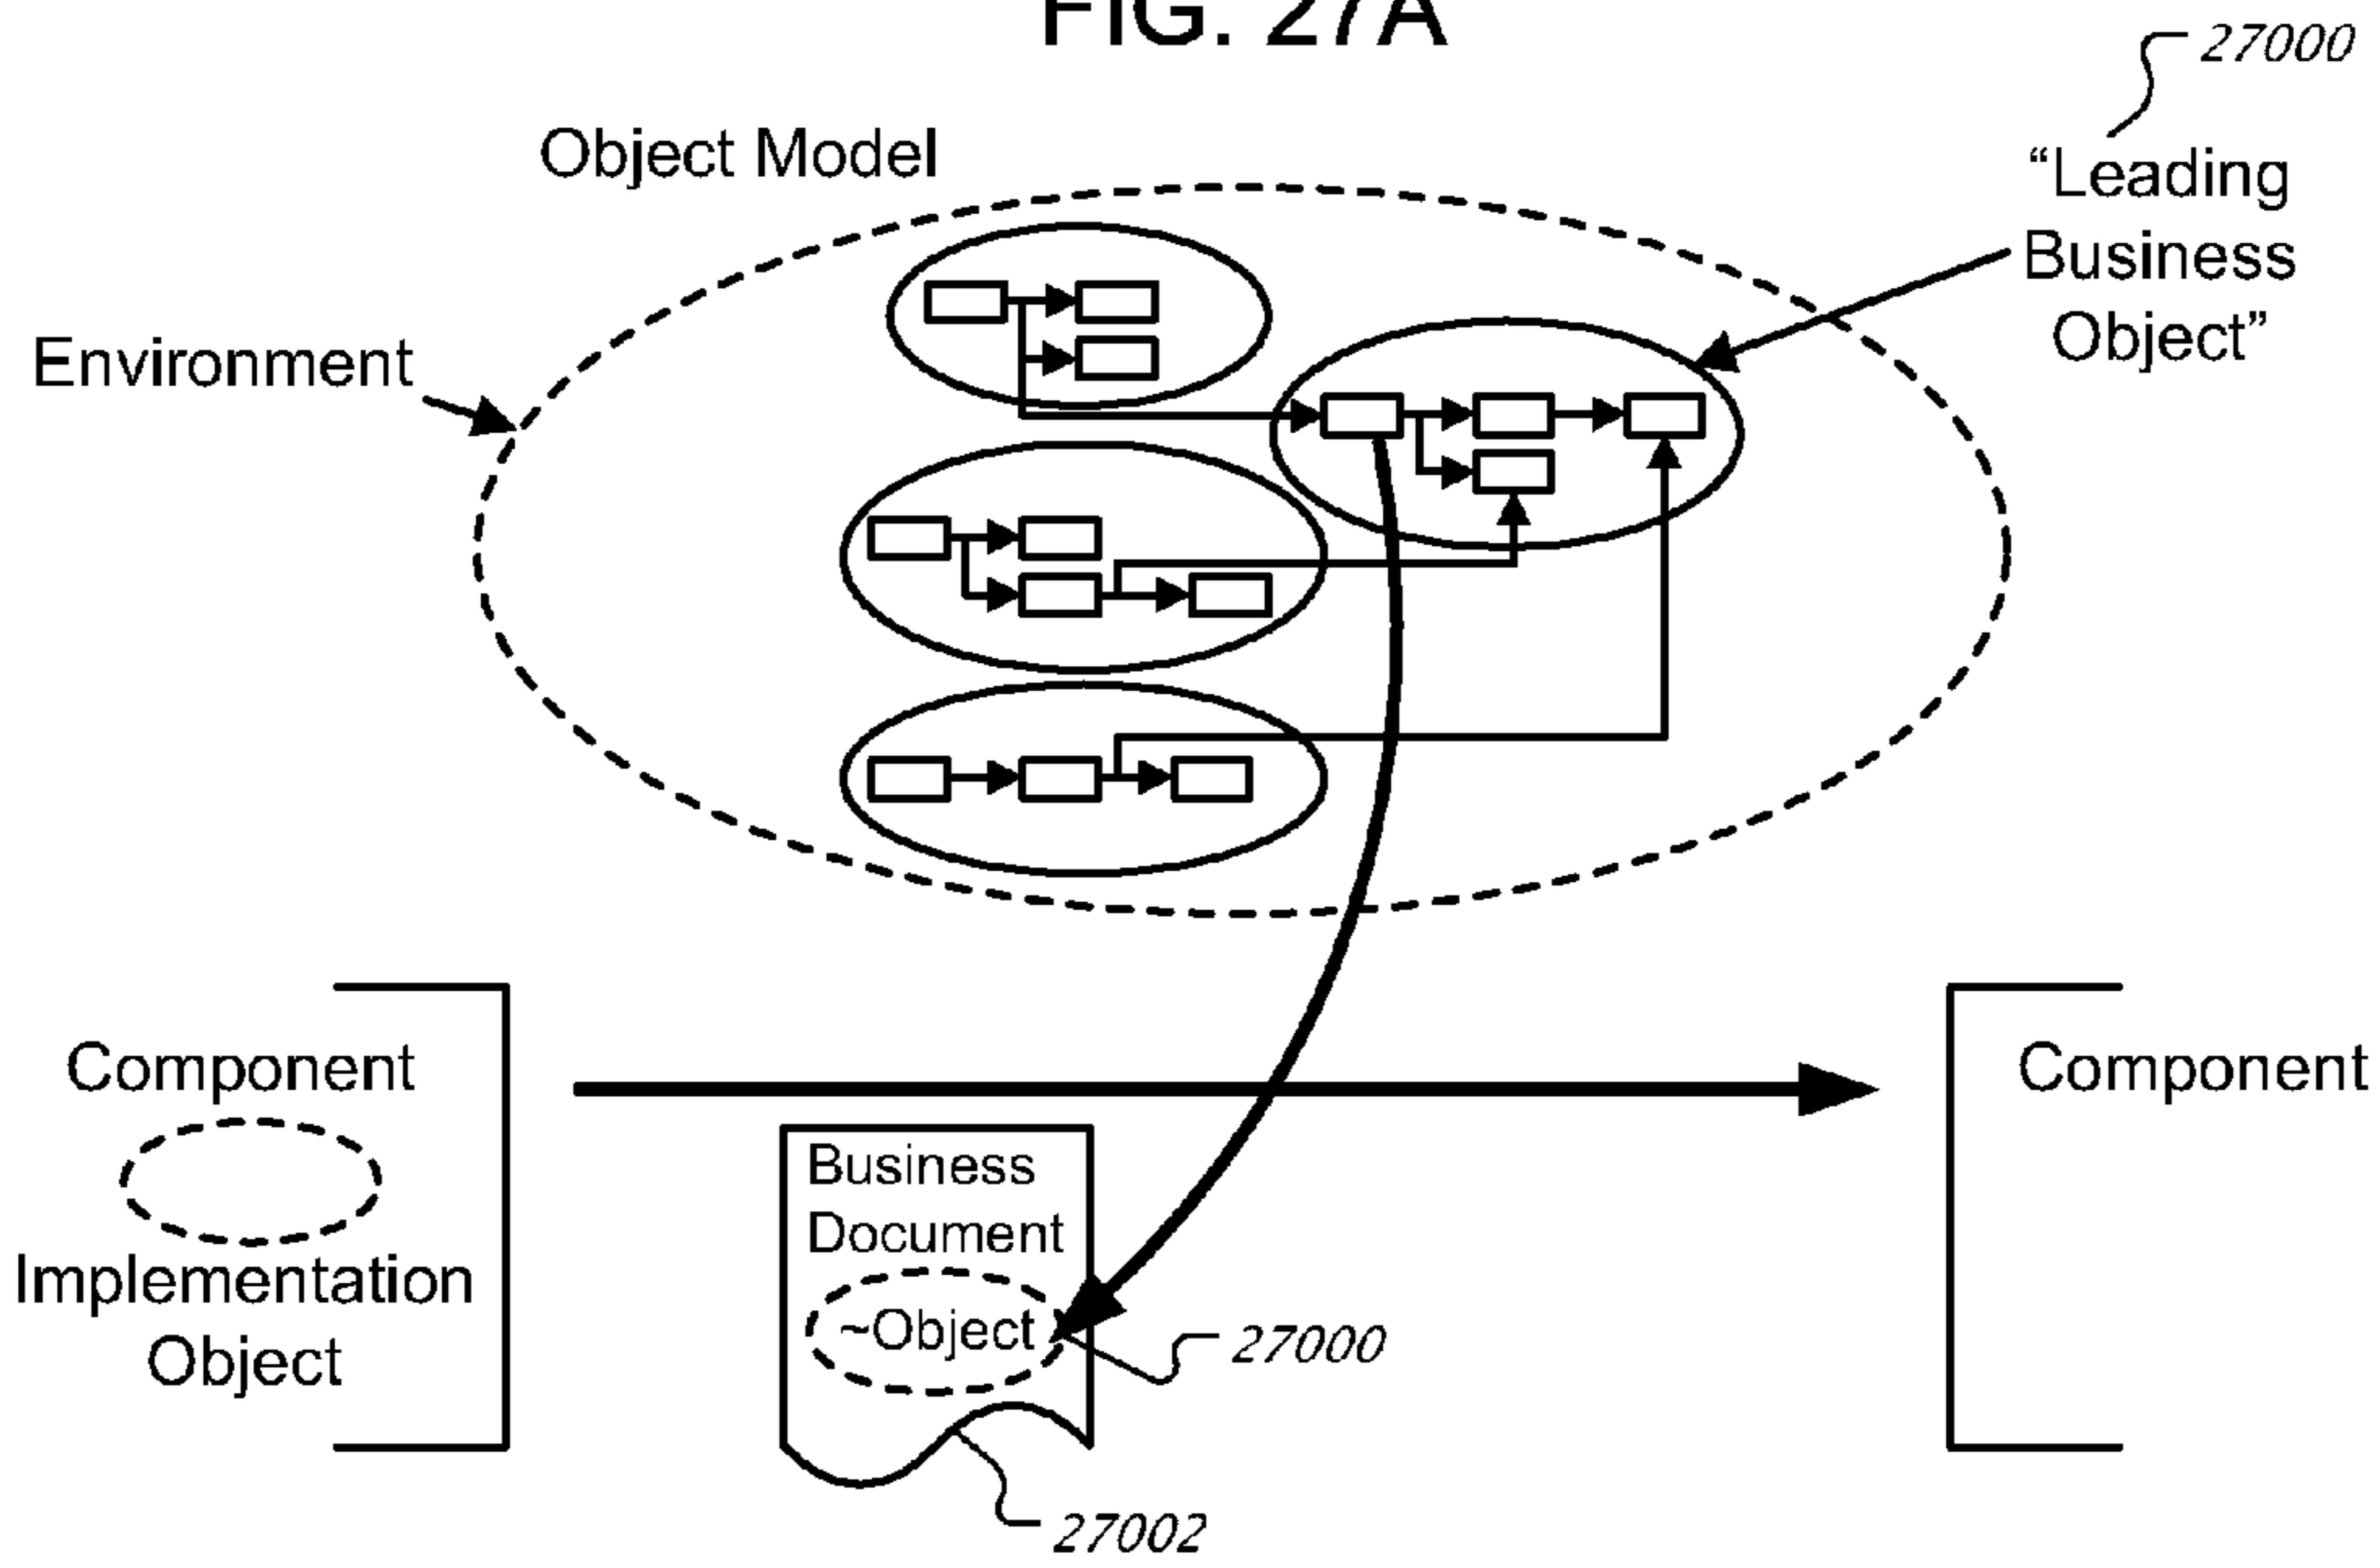 FIG. 27A
27000
Object Model
“Leading
Business
Object”
Environment
Component
Implementation
Object
Component
Business
Document
~Object
27000
27002